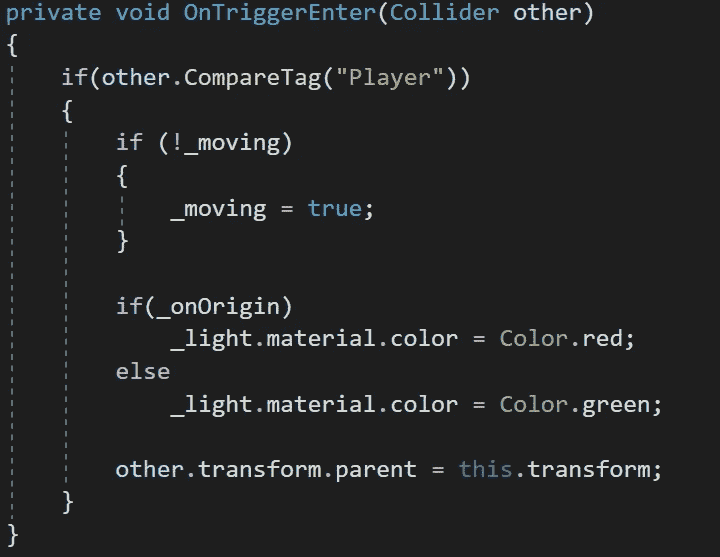 private void OnTriggerEnter(Collider other)
{
    if(other.CompareTag("Player"))
    {
        if (!_moving)
        {
            _moving = true;
        }

        if(_onOrigin)
            _light.material.color = Color.red;
        else
            _light.material.color = Color.green;

        other.transform.parent = this.transform;
    }
}